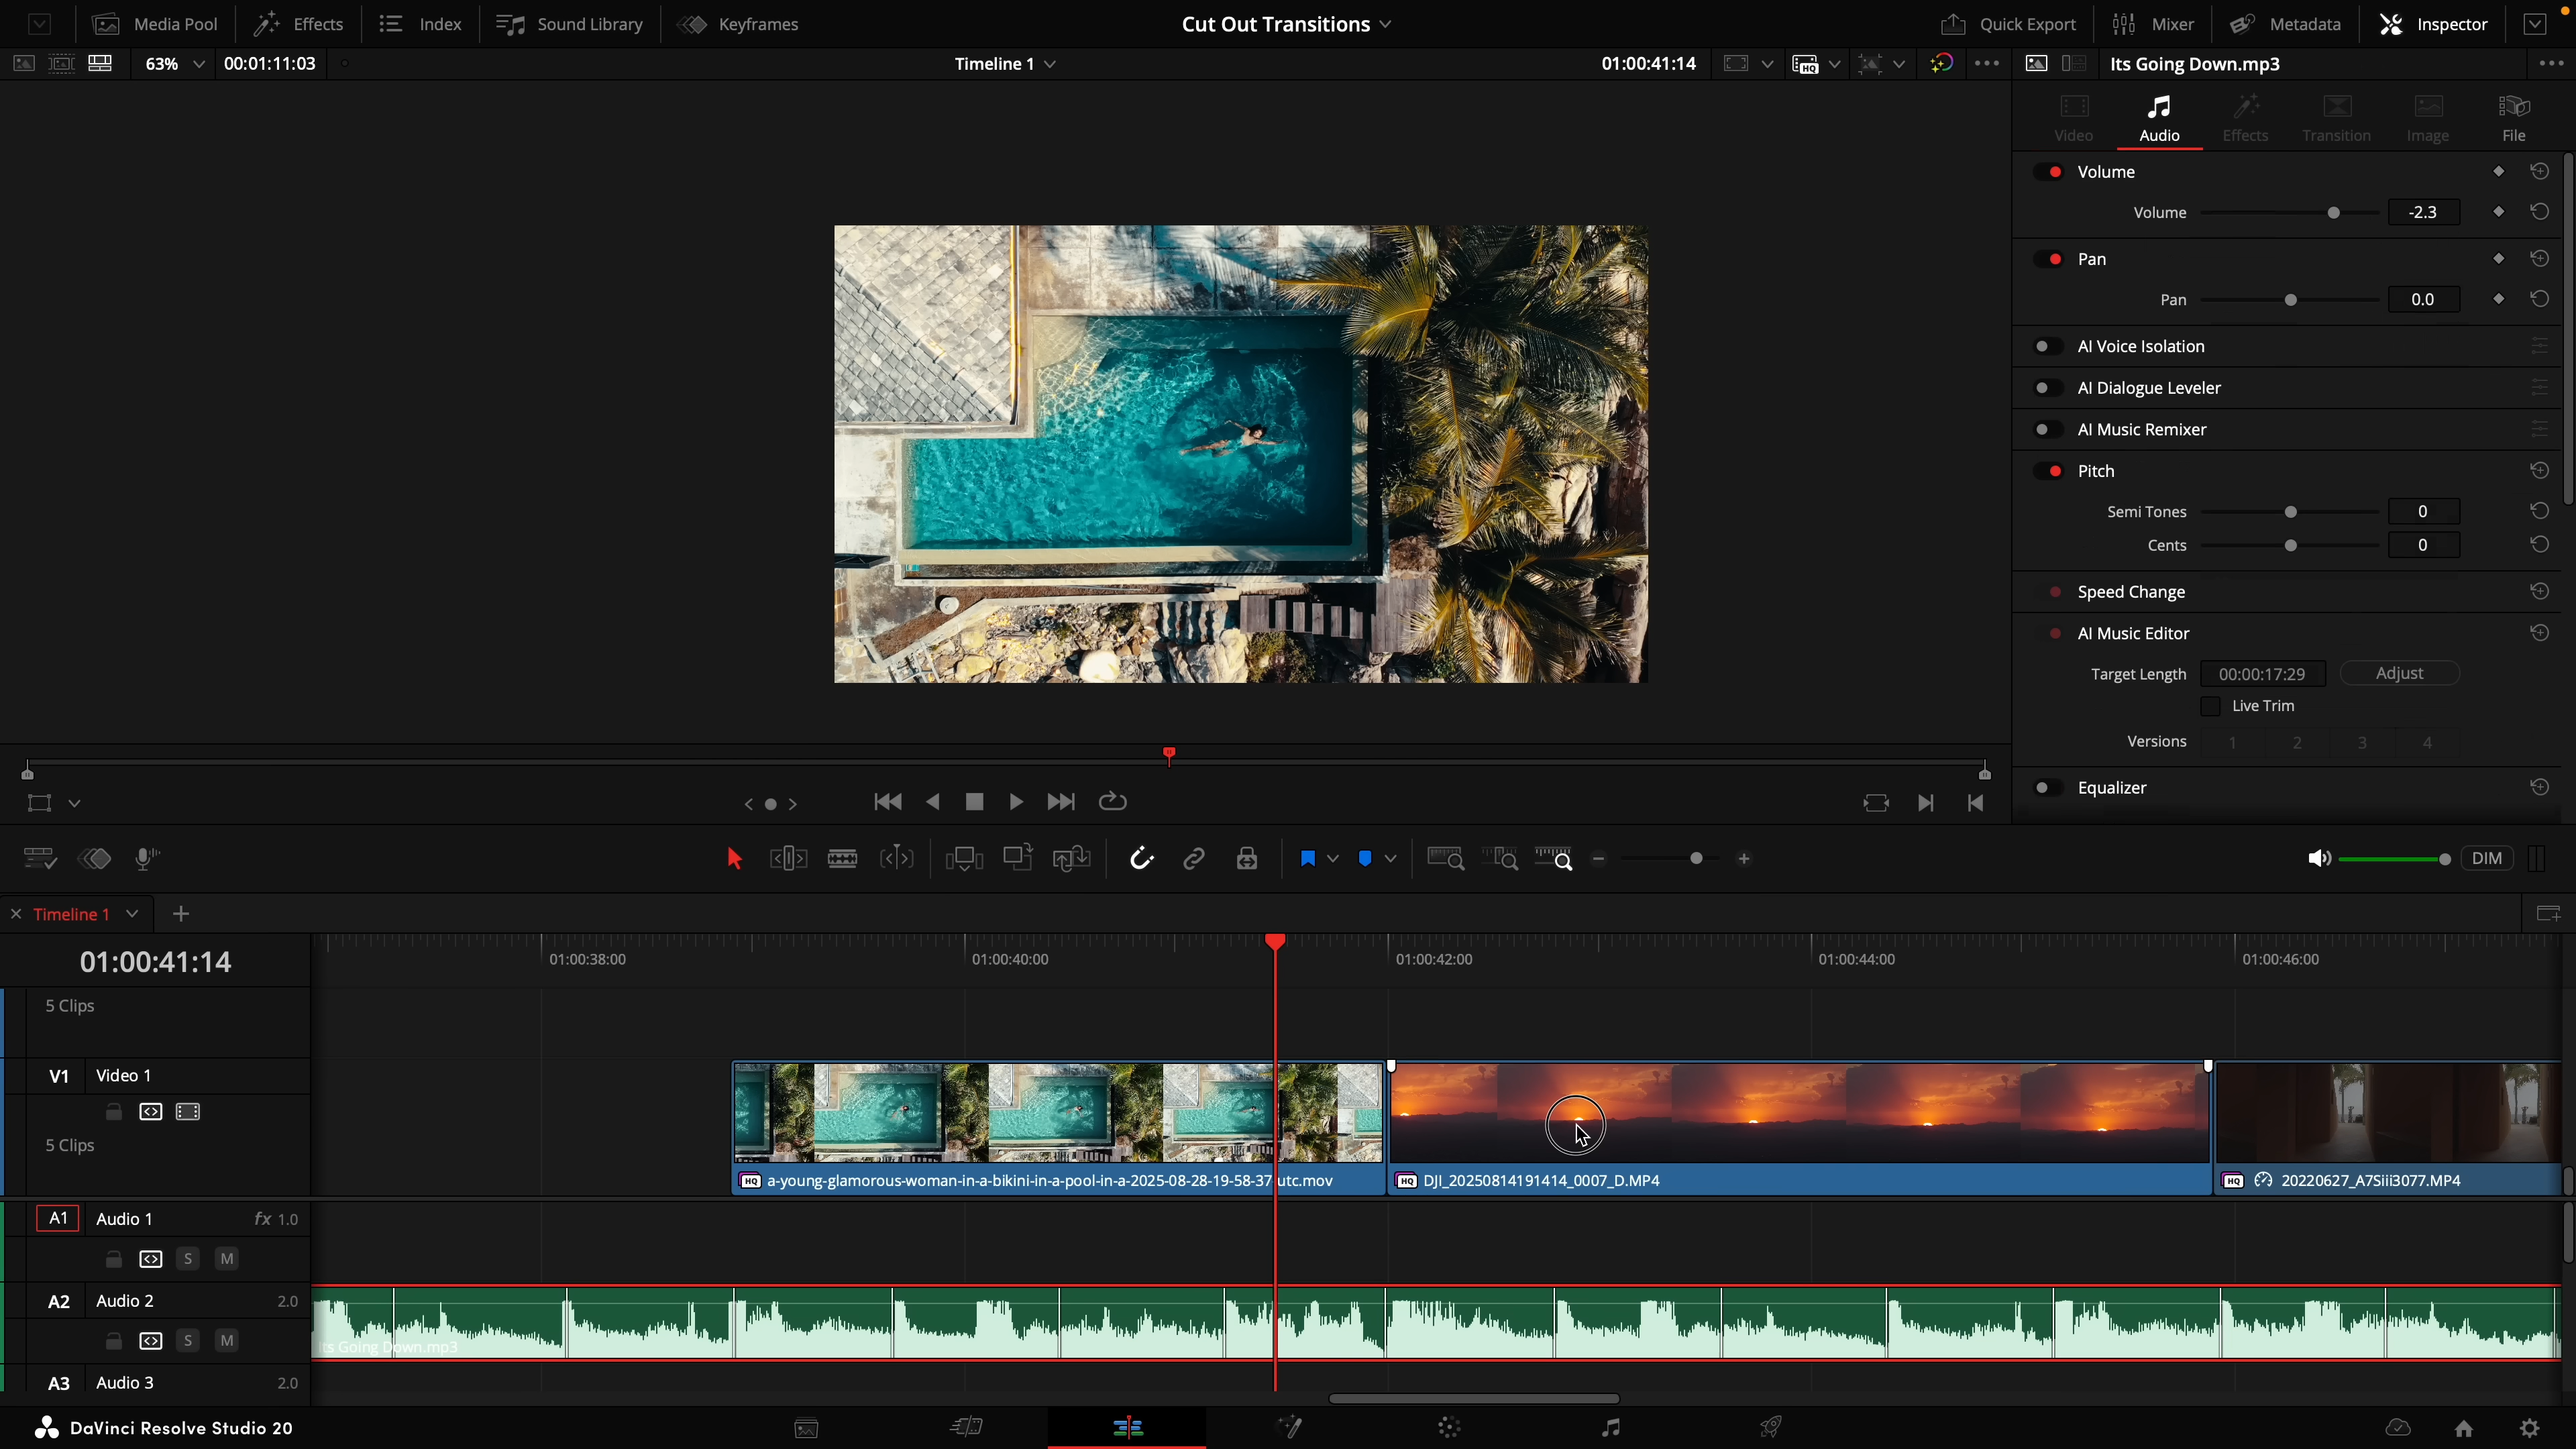 Media Pool Effects Index Sound Library Keyframes Cut Out Transitions Quick Export Mixer Metadata Inspector
63% 00:01:11:03 Timeline 1 01:00:41:14 HQ Its Going Down.mp3
Video Audio Effects Transition Image File
Volume
Volume -2.3
Pan
Pan 0.0
AI Voice Isolation
AI Dialogue Leveler
AI Music Remixer
Pitch
Semi Tones 0
Cents 0
Speed Change
AI Music Editor
Target Length 00:00:17:29 Adjust
Live Trim
Versions 1 2 3 4
Equalizer
DIM
Timeline 1
01:00:41:14 01:00:38:00 01:00:40:00 01:00:42:00 01:00:44:00 01:00:46:00
5 Clips
V1 Video 1
5 Clips
HQ a-young-glamorous-woman-in-a-bikini-in-a-pool-in-a-2025-08-28-19-58-37-utc.mov HQ DJI_20250814191414_0007_D.MP4 HQ 20220627_A7Siii3077.MP4
A1 Audio 1 fx 1.0
S M
A2 Audio 2 2.0
S M
Its Going Down.mp3
A3 Audio 3 2.0
DaVinci Resolve Studio 20